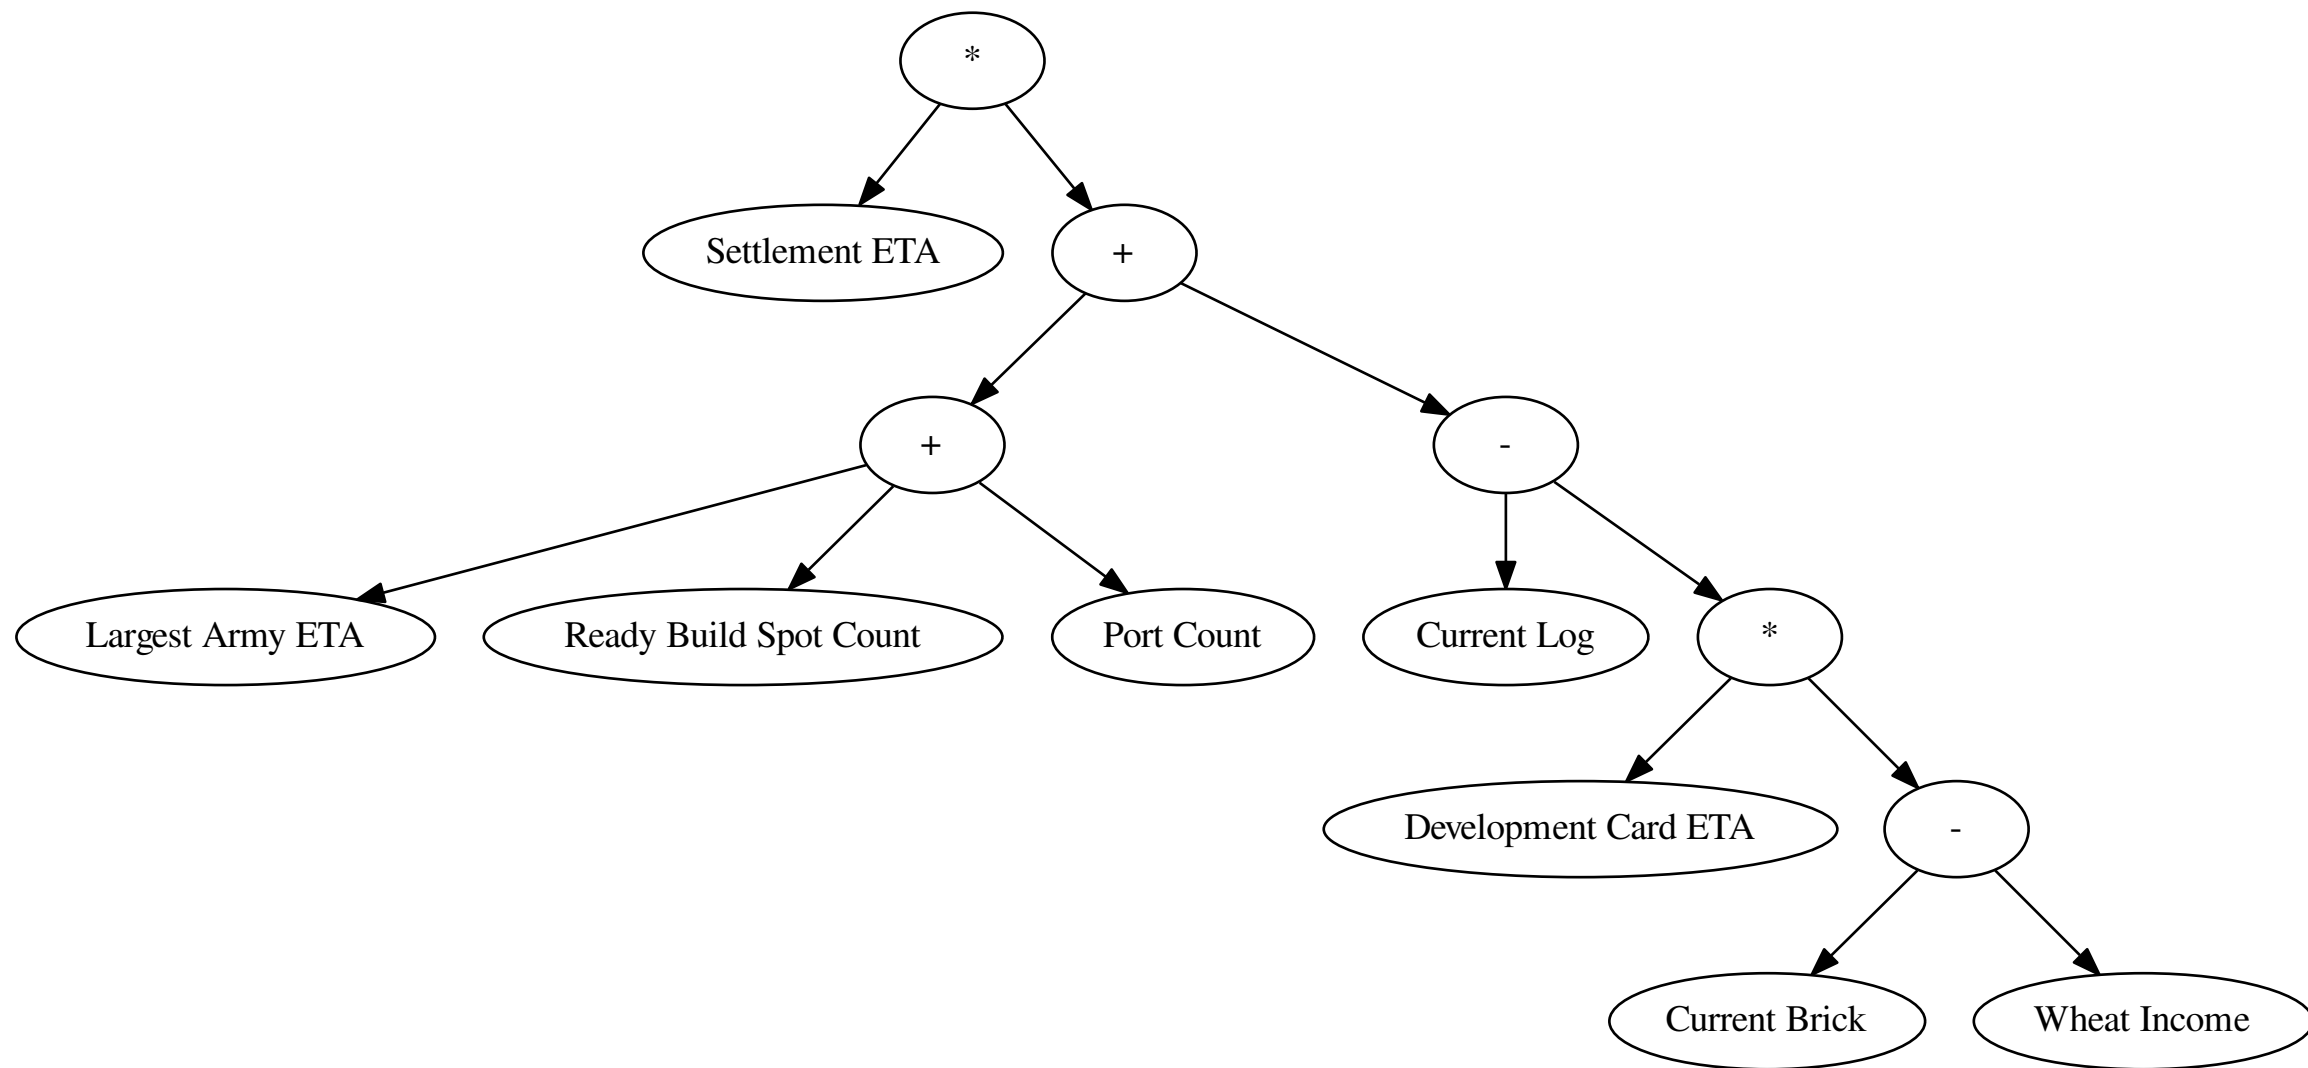 *
Settlement ETA
+
+
-
Largest Army ETA
Ready Build Spot Count
Port Count
Current Log
*
Development Card ETA
-
Current Brick
Wheat Income